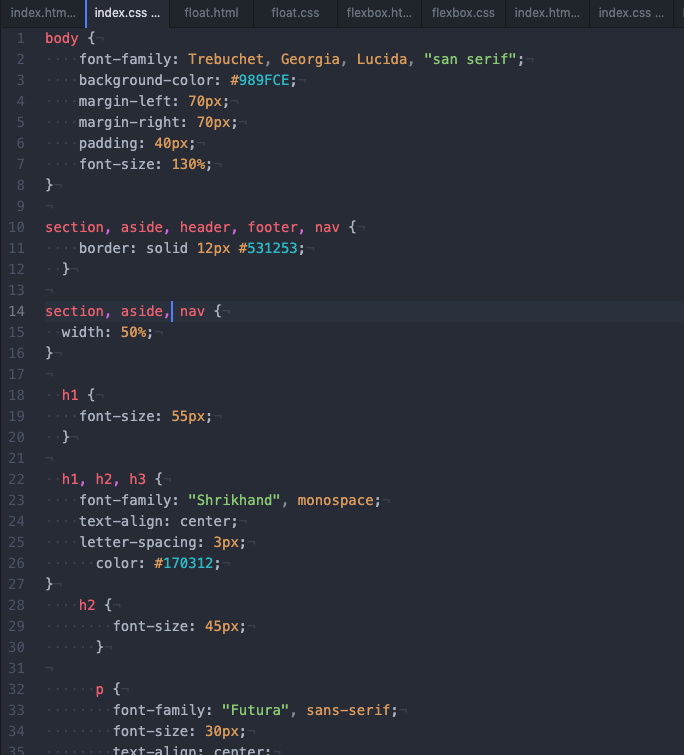 index.htm... index.css ... float.html float.css flexbox.ht... flexbox.css index.htm... index.css ...
1 body {
2 font-family: Trebuchet, Georgia, Lucida, "san serif";
3 background-color: #989FCE;
4 margin-left: 70px;
5 margin-right: 70px;
6 padding: 40px;
7 font-size: 130%;
8 }
9
10 section, aside, header, footer, nav {
11 border: solid 12px #531253;
12 }
13
14 section, aside, nav {
15 width: 50%;
16 }
17
18 h1 {
19 font-size: 55px;
20 }
21
22 h1, h2, h3 {
23 font-family: "Shrikhand", monospace;
24 text-align: center;
25 letter-spacing: 3px;
26 color: #170312;
27 }
28 h2 {
29 font-size: 45px;
30 }
31
32 p {
33 font-family: "Futura", sans-serif;
34 font-size: 30px;
35 text-align: center;